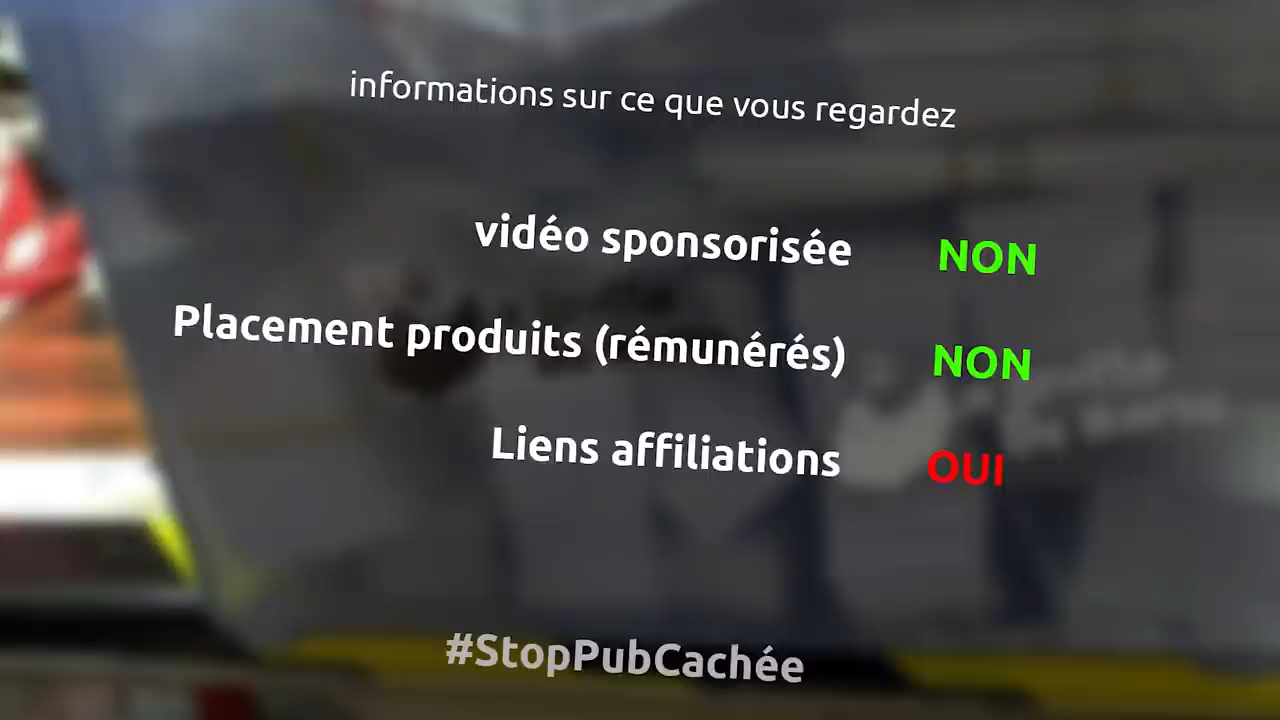 informations sur ce que vous regardez
vidéo sponsorisée NON
Placement produits (rémunérés) NON
Liens affiliations OUI
#StopPubCachée